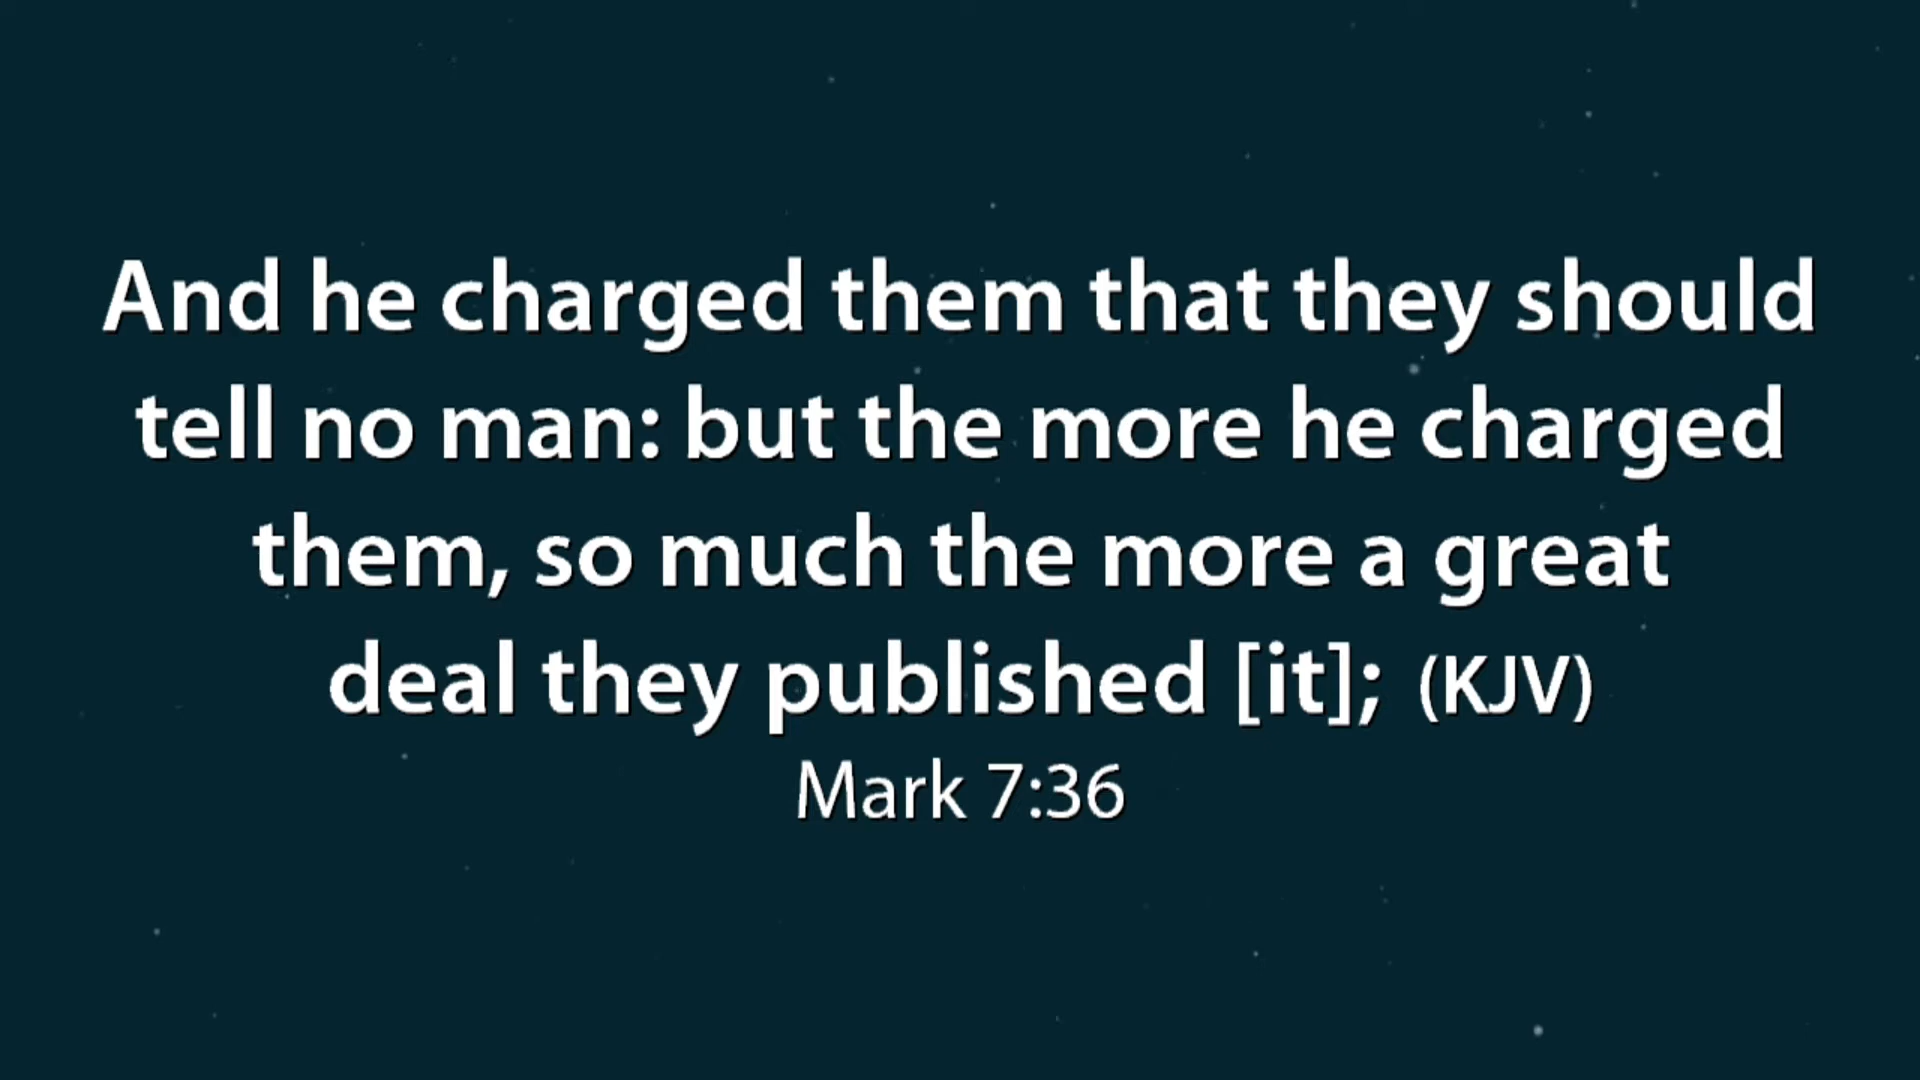 And he charged them that they should
tell no man: but the more he charged
them, so much the more a great
deal they published [it]; (KJV)
Mark 7:36